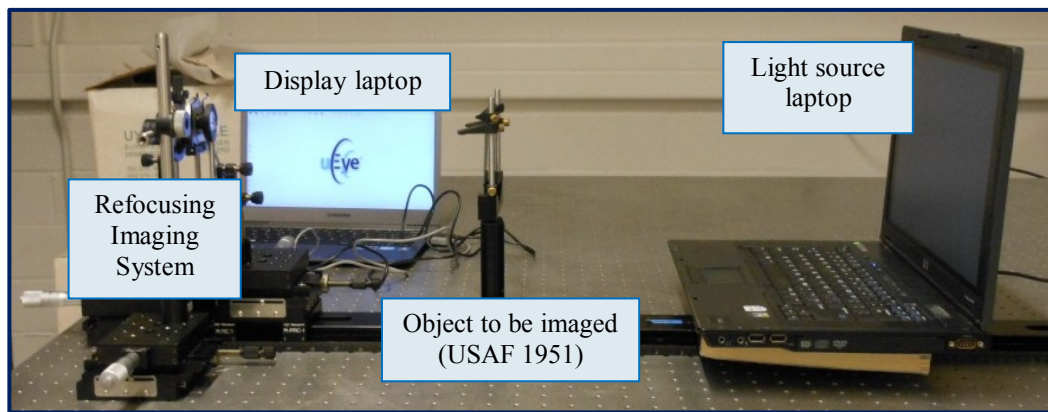 Display laptop
Light source
laptop
uEye
Refocusing
Imaging
System
Object to be imaged
(USAF 1951)